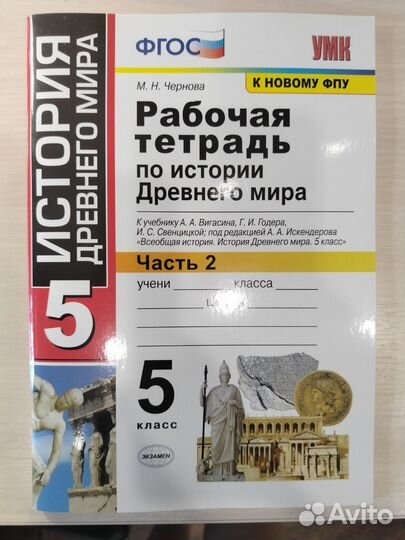 ИСТОРИЯ
ДРЕВНЕГО МИРА
5
ФГОС
УМК
К НОВОМУ ФПУ
М. Н. Чернова
Рабочая
тетрадь
по истории
Древнего мира
К учебнику А. А. Вигасина, Г. И. Годера,
И. С. Свенцицкой; под редакцией А. А. Искендерова
«Всеобщая история. История Древнего мира. 5 класс»
Часть 2
учени класса
5
класс
ЭКЗАМЕН
Avito